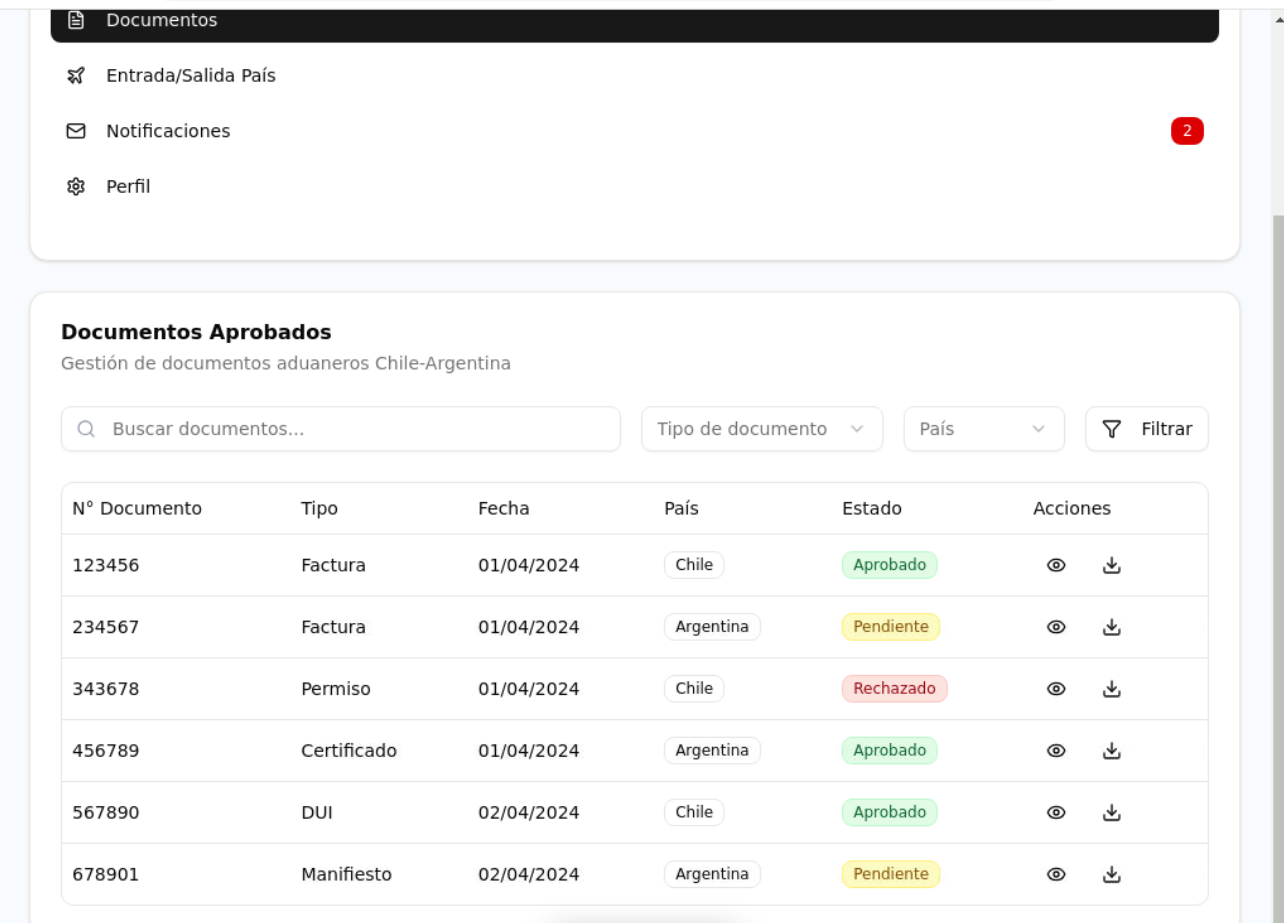 Documentos
Entrada/Salida País
Notificaciones 2
Perfil
Documentos Aprobados
Gestión de documentos aduaneros Chile-Argentina
Buscar documentos... Tipo de documento País Filtrar
N° Documento Tipo Fecha País Estado Acciones
123456 Factura 01/04/2024 Chile Aprobado
234567 Factura 01/04/2024 Argentina Pendiente
343678 Permiso 01/04/2024 Chile Rechazado
456789 Certificado 01/04/2024 Argentina Aprobado
567890 DUI 02/04/2024 Chile Aprobado
678901 Manifiesto 02/04/2024 Argentina Pendiente